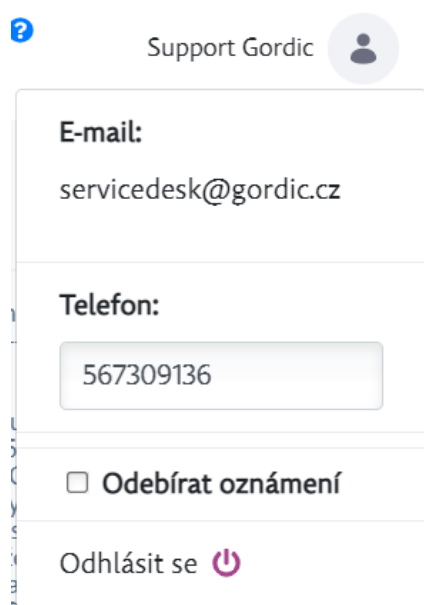 Support Gordic
E-mail:
servicedesk@gordic.cz
Telefon:
567309136
Odebírat oznámení
Odhlásit se